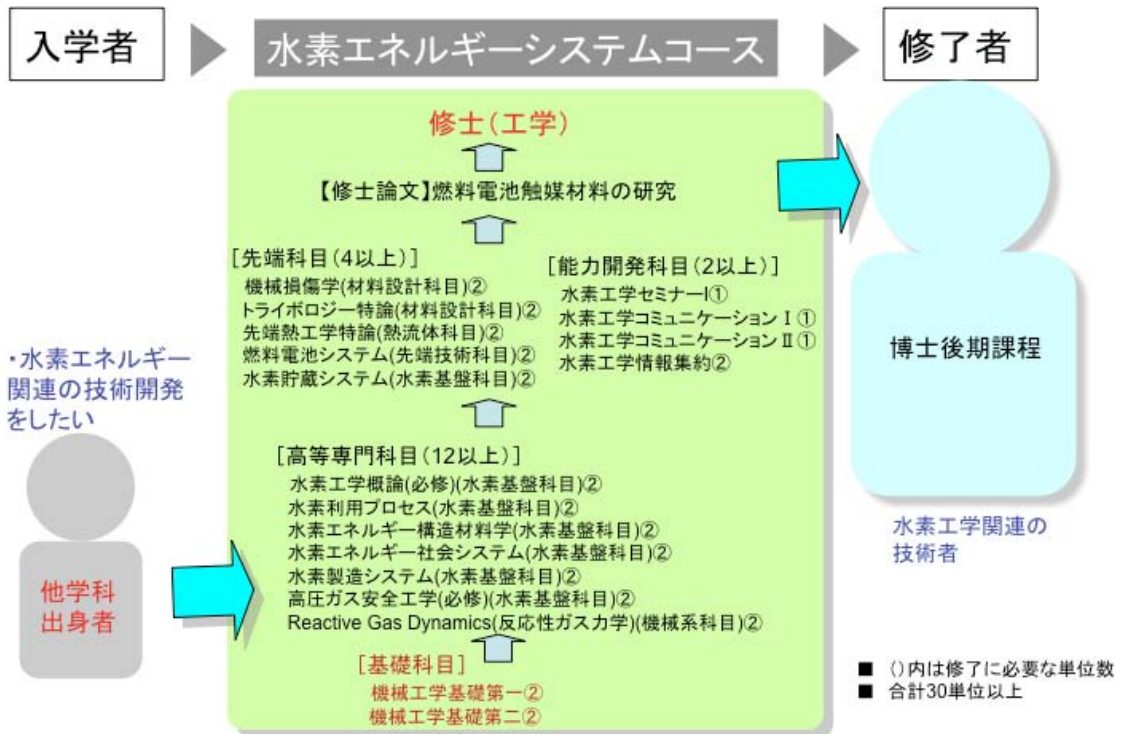 入学者
水素エネルギーシステムコース
修了者
修士(工学)
【修士論文】燃料電池触媒材料の研究
[先端科目(4以上)]
機械損傷学(材料設計科目)②
トライボロジー特論(材料設計科目)②
先端熱工学特論(熱流体科目)②
燃料電池システム(先端技術科目)②
水素貯蔵システム(水素基盤科目)②
[能力開発科目(2以上)]
水素工学セミナーI①
水素工学コミュニケーションⅠ①
水素工学コミュニケーションⅡ①
水素工学情報集約②
・水素エネルギー
関連の技術開発
をしたい
他学科
出身者
[高等専門科目(12以上)]
水素工学概論(必修)(水素基盤科目)②
水素利用プロセス(水素基盤科目)②
水素エネルギー構造材料学(水素基盤科目)②
水素エネルギー社会システム(水素基盤科目)②
水素製造システム(水素基盤科目)②
高圧ガス安全工学(必修)(水素基盤科目)②
Reactive Gas Dynamics(反応性ガス力学)(機械系科目)②
[基礎科目]
機械工学基礎第一②
機械工学基礎第二②
博士後期課程
水素工学関連の
技術者
■ ()内は修了に必要な単位数
■ 合計30単位以上